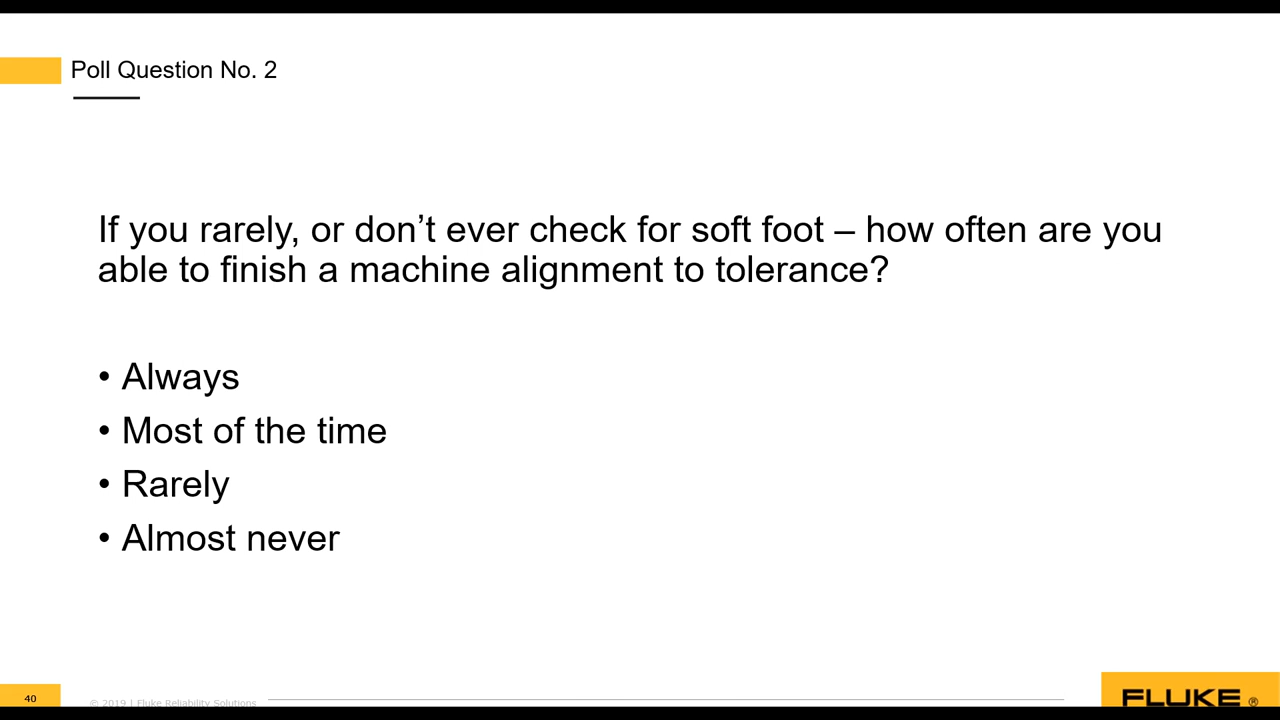 Poll Question No. 2
If you rarely, or don’t ever check for soft foot – how often are you
able to finish a machine alignment to tolerance?
• Always
• Most of the time
• Rarely
• Almost never
40
© 2019 | Fluke Reliability Solutions
FLUKE ®